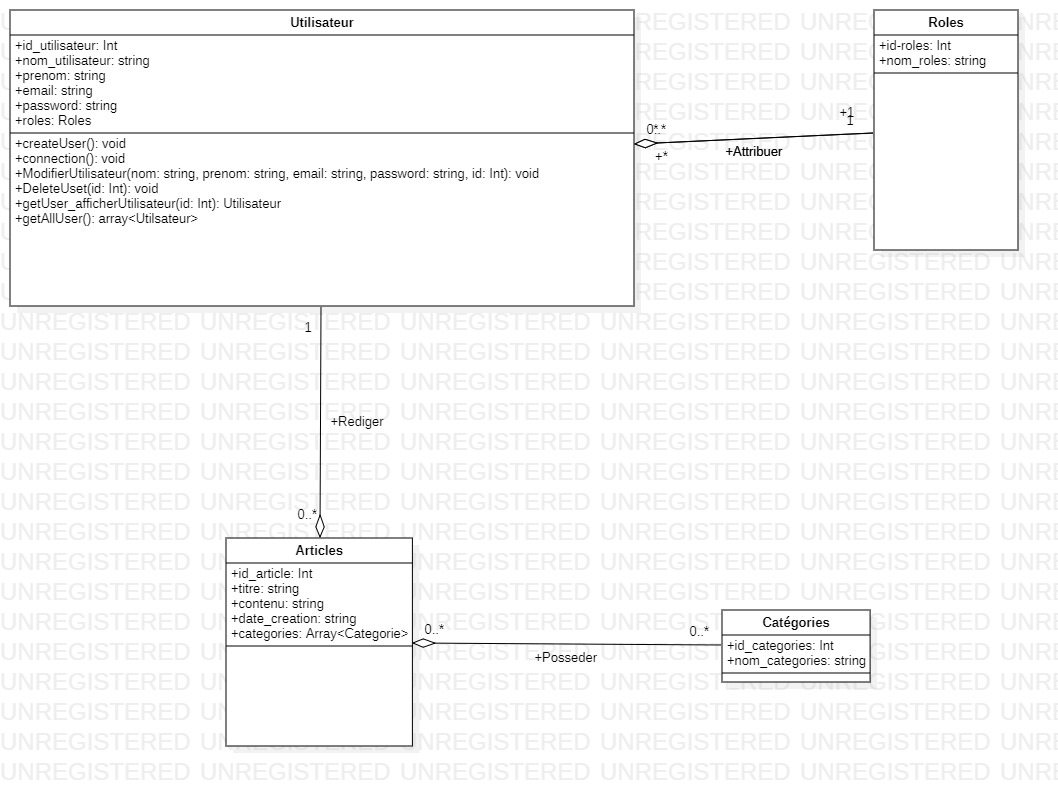 Utilisateur
+id_utilisateur: Int
+nom_utilisateur: string
+prenom: string
+email: string
+password: string
+roles: Roles
+createUser(): void
+connection(): void
+ModifierUtilisateur(nom: string, prenom: string, email: string, password: string, id: Int): void
+DeleteUset(id: Int): void
+getUser_afficherUtilisateur(id: Int): Utilisateur
+getAllUser(): array<Utilsateur>
Roles
+id-roles: Int
+nom_roles: string
0..*
+*
+Attribuer
+1
1
1
+Rediger
0..*
Articles
+id_article: Int
+titre: string
+contenu: string
+date_creation: string
+categories: Array<Categorie>
0..*
+Posseder
0..*
Catégories
+id_categories: Int
+nom_categories: string
UNREGISTERED UNREGISTERED UNREGISTERED UNREGISTERED UNREGISTERED